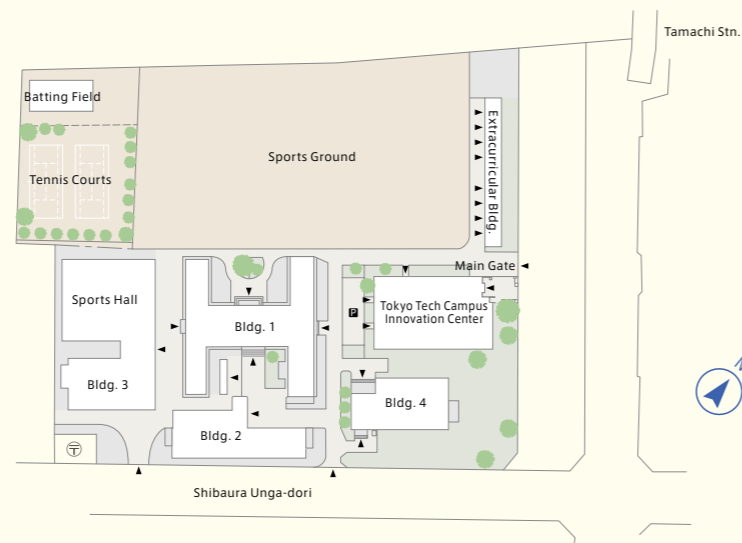 Tamachi Stn.
Batting Field
Extracurricular Bldg.
Sports Ground
Tennis Courts
Main Gate
Sports Hall
Tokyo Tech Campus
Innovation Center
P
Bldg. 1
Bldg. 3
Bldg. 4
Bldg. 2
〒
Shibaura Unga-dori
N